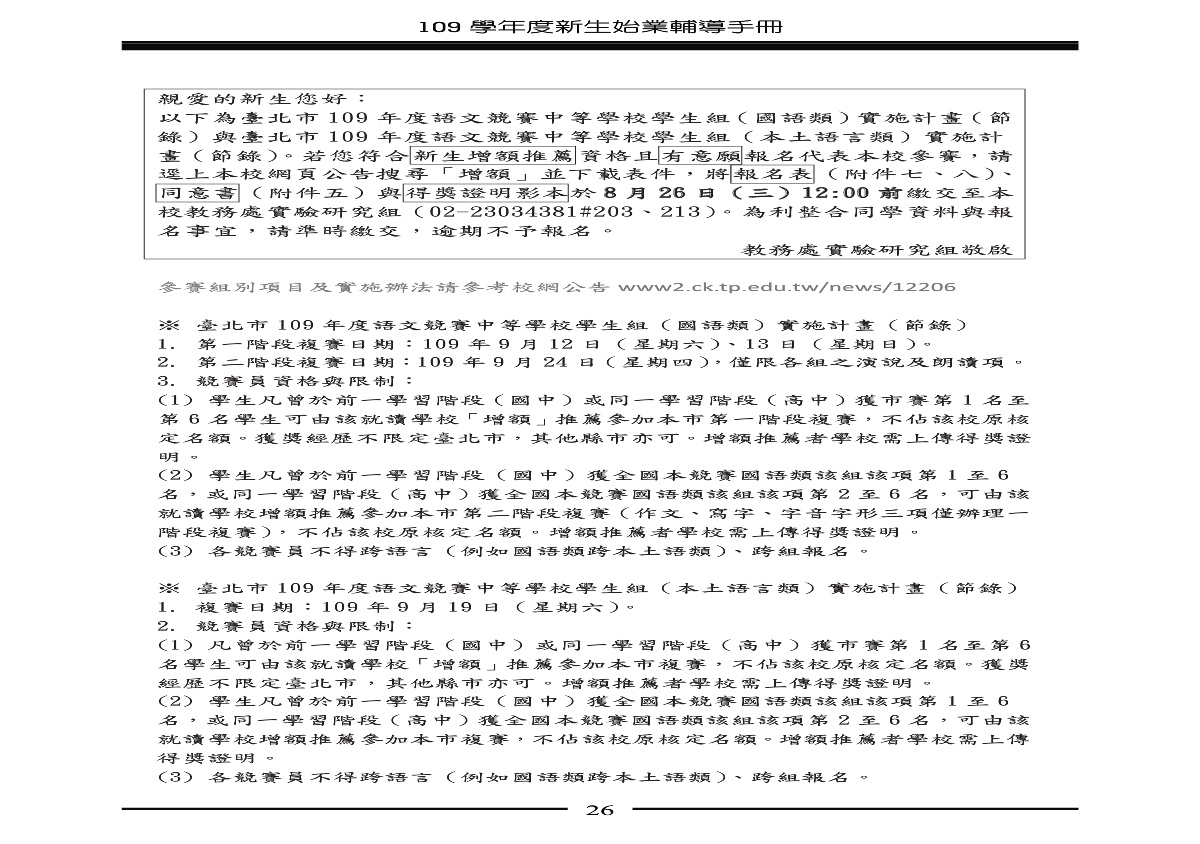 109 學年度新生始業輔導手冊
親愛的新生您好：
以下為臺北市 109 年度語文競賽中等學校學生組（國語類）實施計畫（節
錄）與臺北市 109 年度語文競賽中等學校學生組（本土語言類）實施計
畫（節錄）。若您符合新生增額推薦資格且有意願報名代表本校參賽，請
逕上本校網頁公告搜尋「增額」並下載表件，將報名表（附件七、八）、
同意書（附件五）與得獎證明影本於 8 月 26 日（三）12:00 前繳交至本
校教務處實驗研究組（02-23034381#203、213）。為利整合同學資料與報
名事宜，請準時繳交，逾期不予報名。
教務處實驗研究組敬啟
參賽組別項目及實施辦法請參考校網公告 www2.ck.tp.edu.tw/news/12206
※ 臺北市 109 年度語文競賽中等學校學生組（國語類）實施計畫（節錄）
1. 第一階段複賽日期：109 年 9 月 12 日（星期六）、13 日（星期日）。
2. 第二階段複賽日期：109 年 9 月 24 日（星期四），僅限各組之演說及朗讀項。
3. 競賽員資格與限制：
(1) 學生凡曾於前一學習階段（國中）或同一學習階段（高中）獲市賽第 1 名至
第 6 名學生可由該就讀學校「增額」推薦參加本市第一階段複賽，不佔該校原核
定名額。獲獎經歷不限定臺北市，其他縣市亦可。增額推薦者學校需上傳得獎證
明。
(2) 學生凡曾於前一學習階段（國中）獲全國本競賽國語類該組該項第 1 至 6
名，或同一學習階段（高中）獲全國本競賽國語類該組該項第 2 至 6 名，可由該
就讀學校增額推薦參加本市第二階段複賽（作文、寫字、字音字形三項僅辦理一
階段複賽），不佔該校原核定名額。增額推薦者學校需上傳得獎證明。
(3) 各競賽員不得跨語言（例如國語類跨本土語類）、跨組報名。
※ 臺北市 109 年度語文競賽中等學校學生組（本土語言類）實施計畫（節錄）
1. 複賽日期：109 年 9 月 19 日（星期六）。
2. 競賽員資格與限制：
(1) 凡曾於前一學習階段（國中）或同一學習階段（高中）獲市賽第 1 名至第 6
名學生可由該就讀學校「增額」推薦參加本市複賽，不佔該校原核定名額。獲獎
經歷不限定臺北市，其他縣市亦可。增額推薦者學校需上傳得獎證明。
(2) 學生凡曾於前一學習階段（國中）獲全國本競賽國語類該組該項第 1 至 6
名，或同一學習階段（高中）獲全國本競賽國語類該組該項第 2 至 6 名，可由該
就讀學校增額推薦參加本市複賽，不佔該校原核定名額。增額推薦者學校需上傳
得獎證明。
(3) 各競賽員不得跨語言（例如國語類跨本土語類）、跨組報名。
26